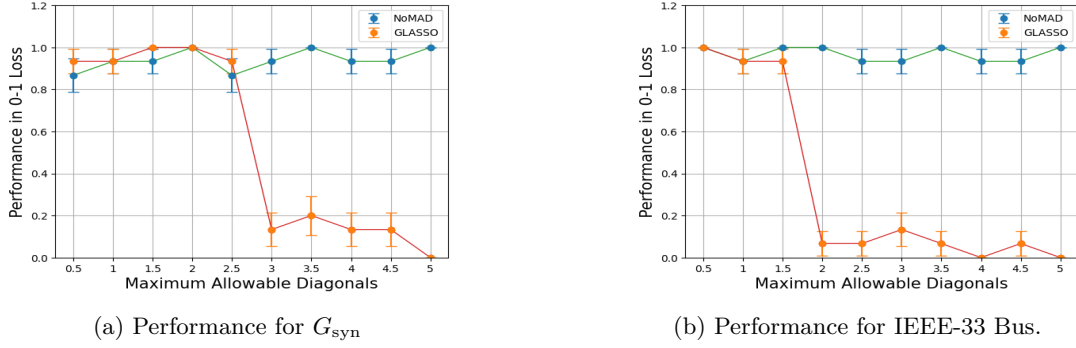 1.2
1.0
0.8
0.6
0.4
0.2
0.0
Performance in 0-1 Loss
NoMAD
GLASSO
0.5 1 1.5 2 2.5 3 3.5 4 4.5 5
Maximum Allowable Diagonals
(a) Performance for Gsyn
1.2
1.0
0.8
0.6
0.4
0.2
0.0
Performance in 0-1 Loss
NoMAD
GLASSO
0.5 1 1.5 2 2.5 3 3.5 4 4.5 5
Maximum Allowable Diagonals
(b) Performance for IEEE-33 Bus.